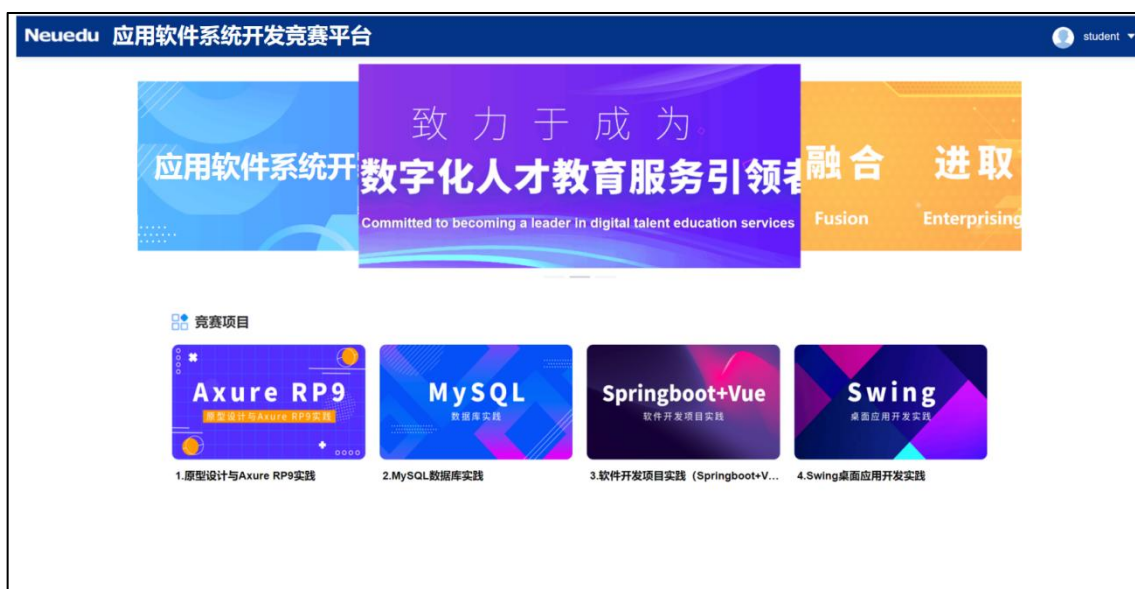 Neuedu 应用软件系统开发竞赛平台
student
应用软件系统开
致力于成为
数字化人才教育服务引领者
Committed to becoming a leader in digital talent education services
融合 进取
Fusion Enterprising
竞赛项目
Axure RP9
原型设计与Axure RP9实践
MySQL
数据库实践
Springboot+Vue
软件开发项目实践
Swing
桌面应用开发实践
1.原型设计与Axure RP9实践
2.MySQL数据库实践
3.软件开发项目实践（Springboot+V...
4.Swing桌面应用开发实践